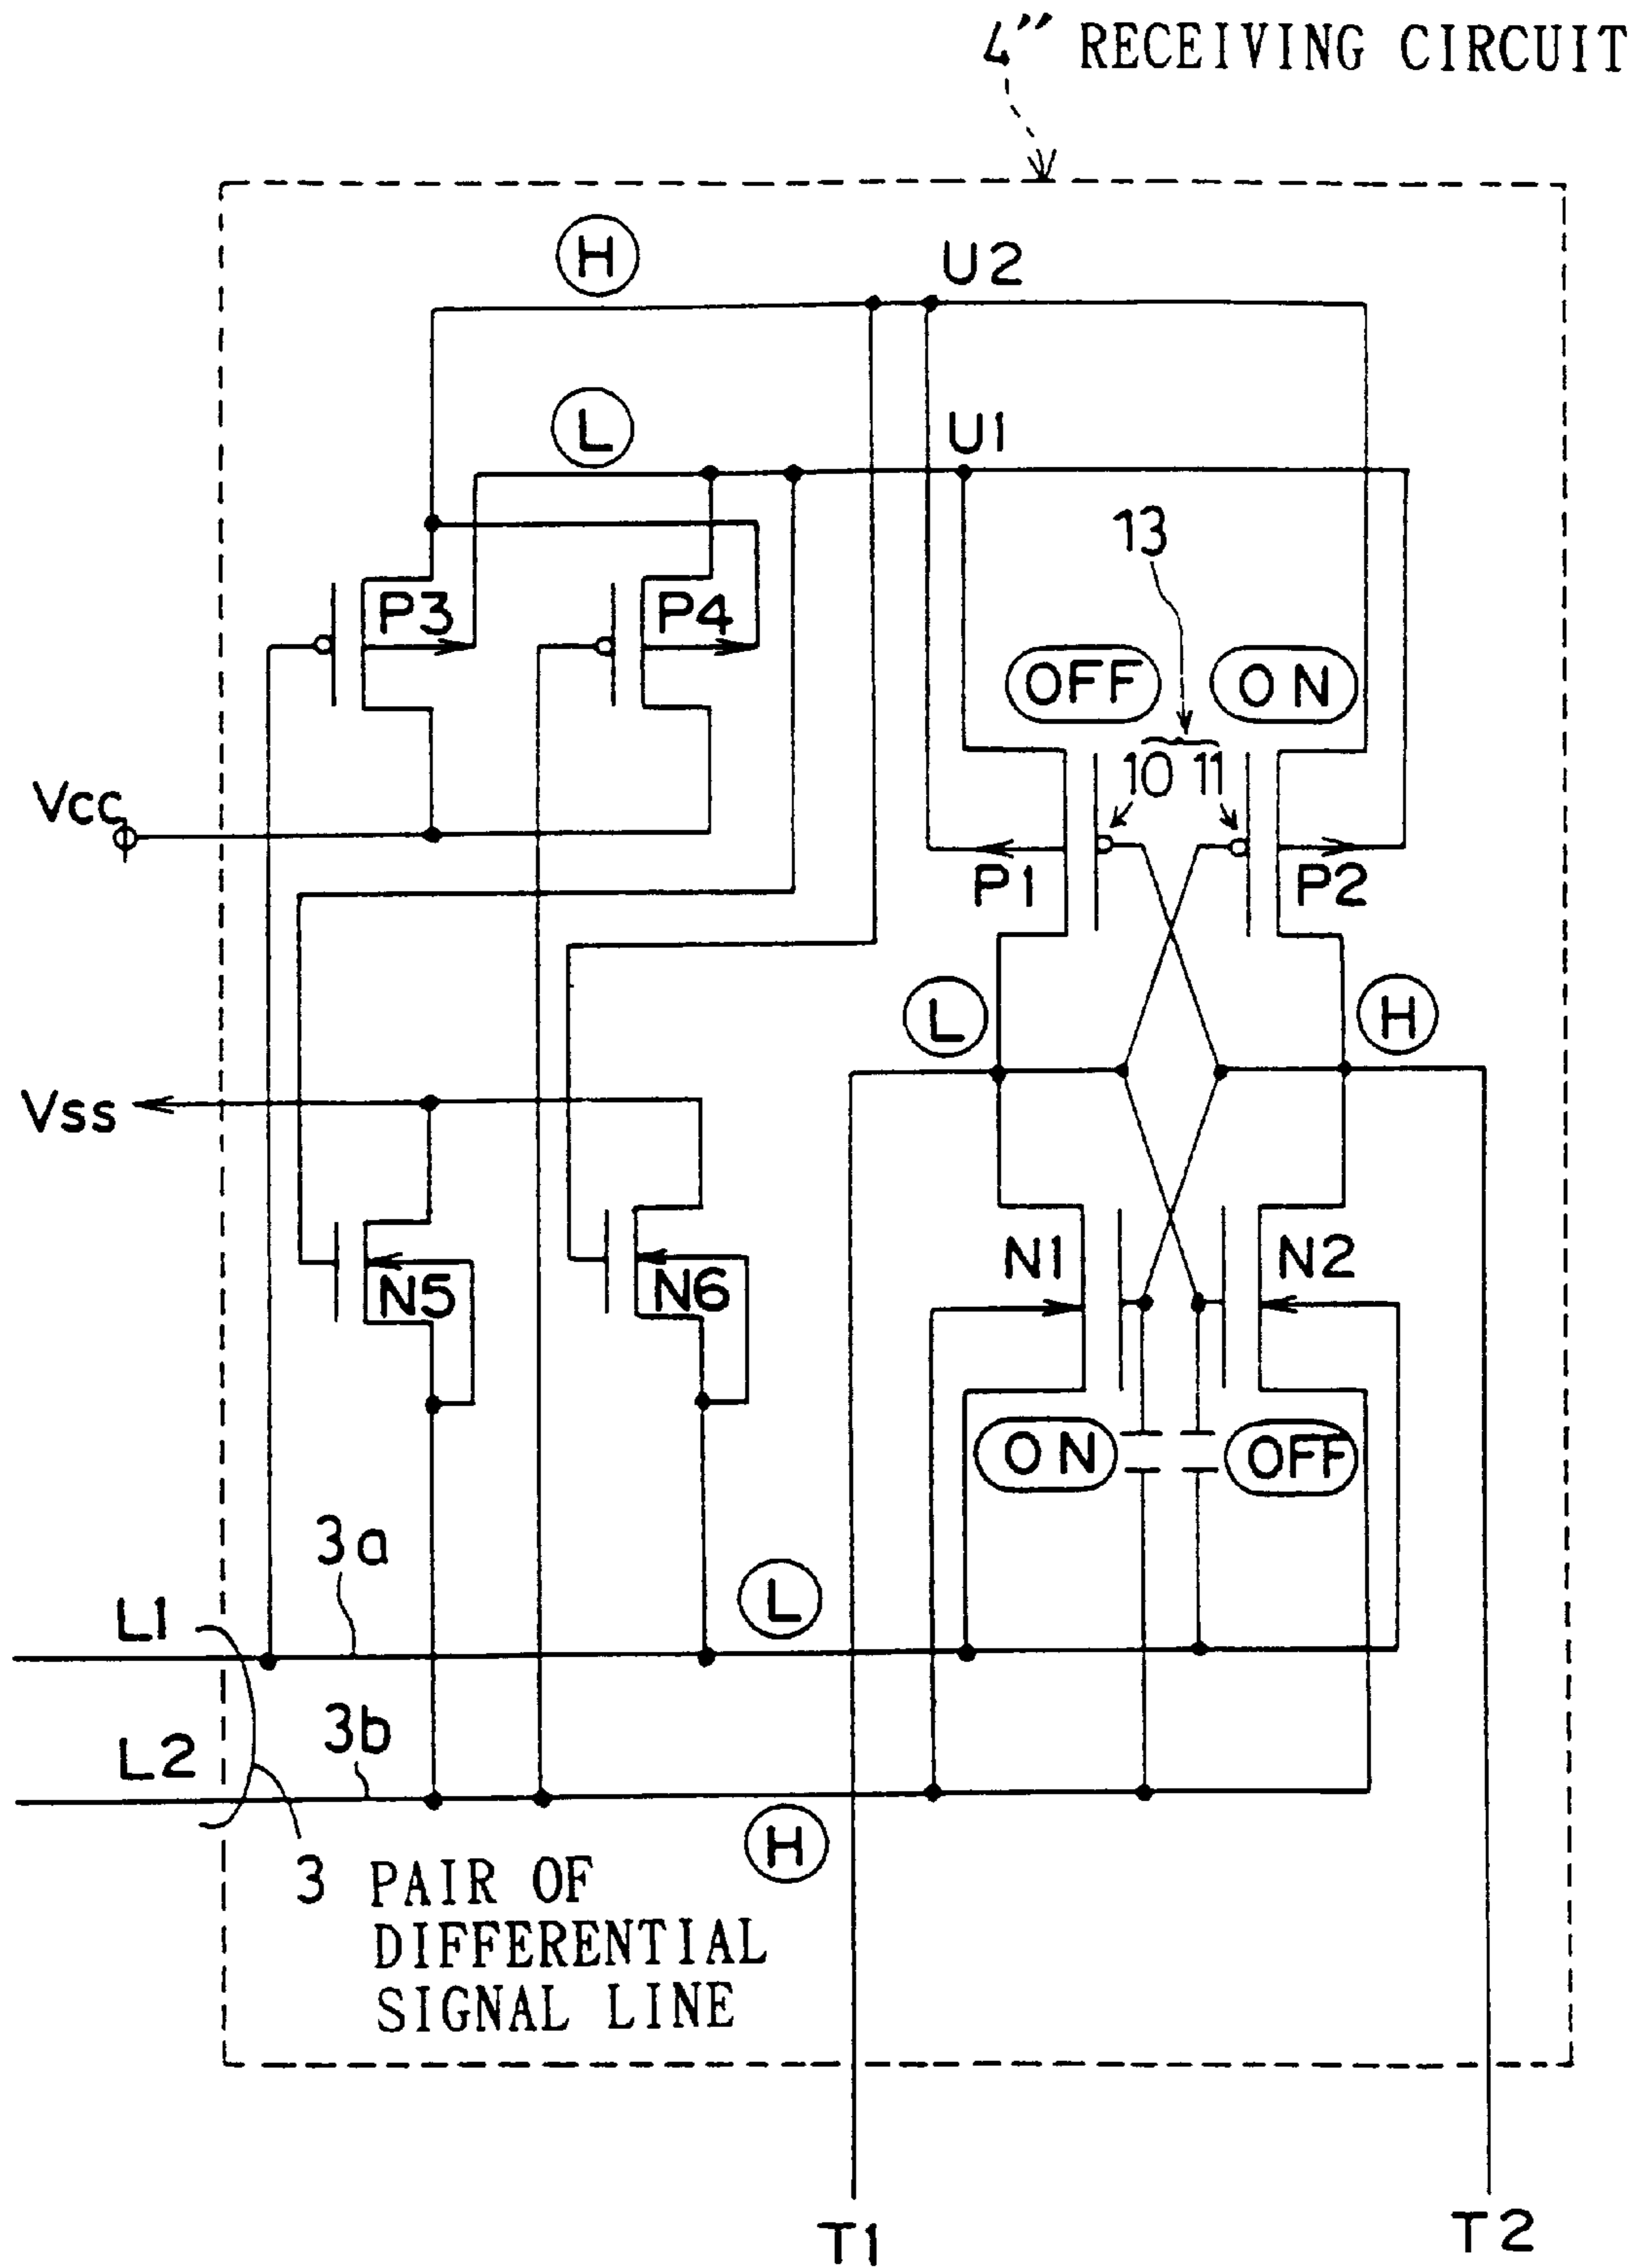 4″ RECEIVING CIRCUIT
H
U2
L
U1
13
P3
P4
OFF
ON
10 11
Vcc
P1
P2
L
H
Vss
N5
N6
N1
N2
ON
OFF
3a
L
L1
3b
L2
H
3 PAIR OF
DIFFERENTIAL
SIGNAL LINE
T1
T2